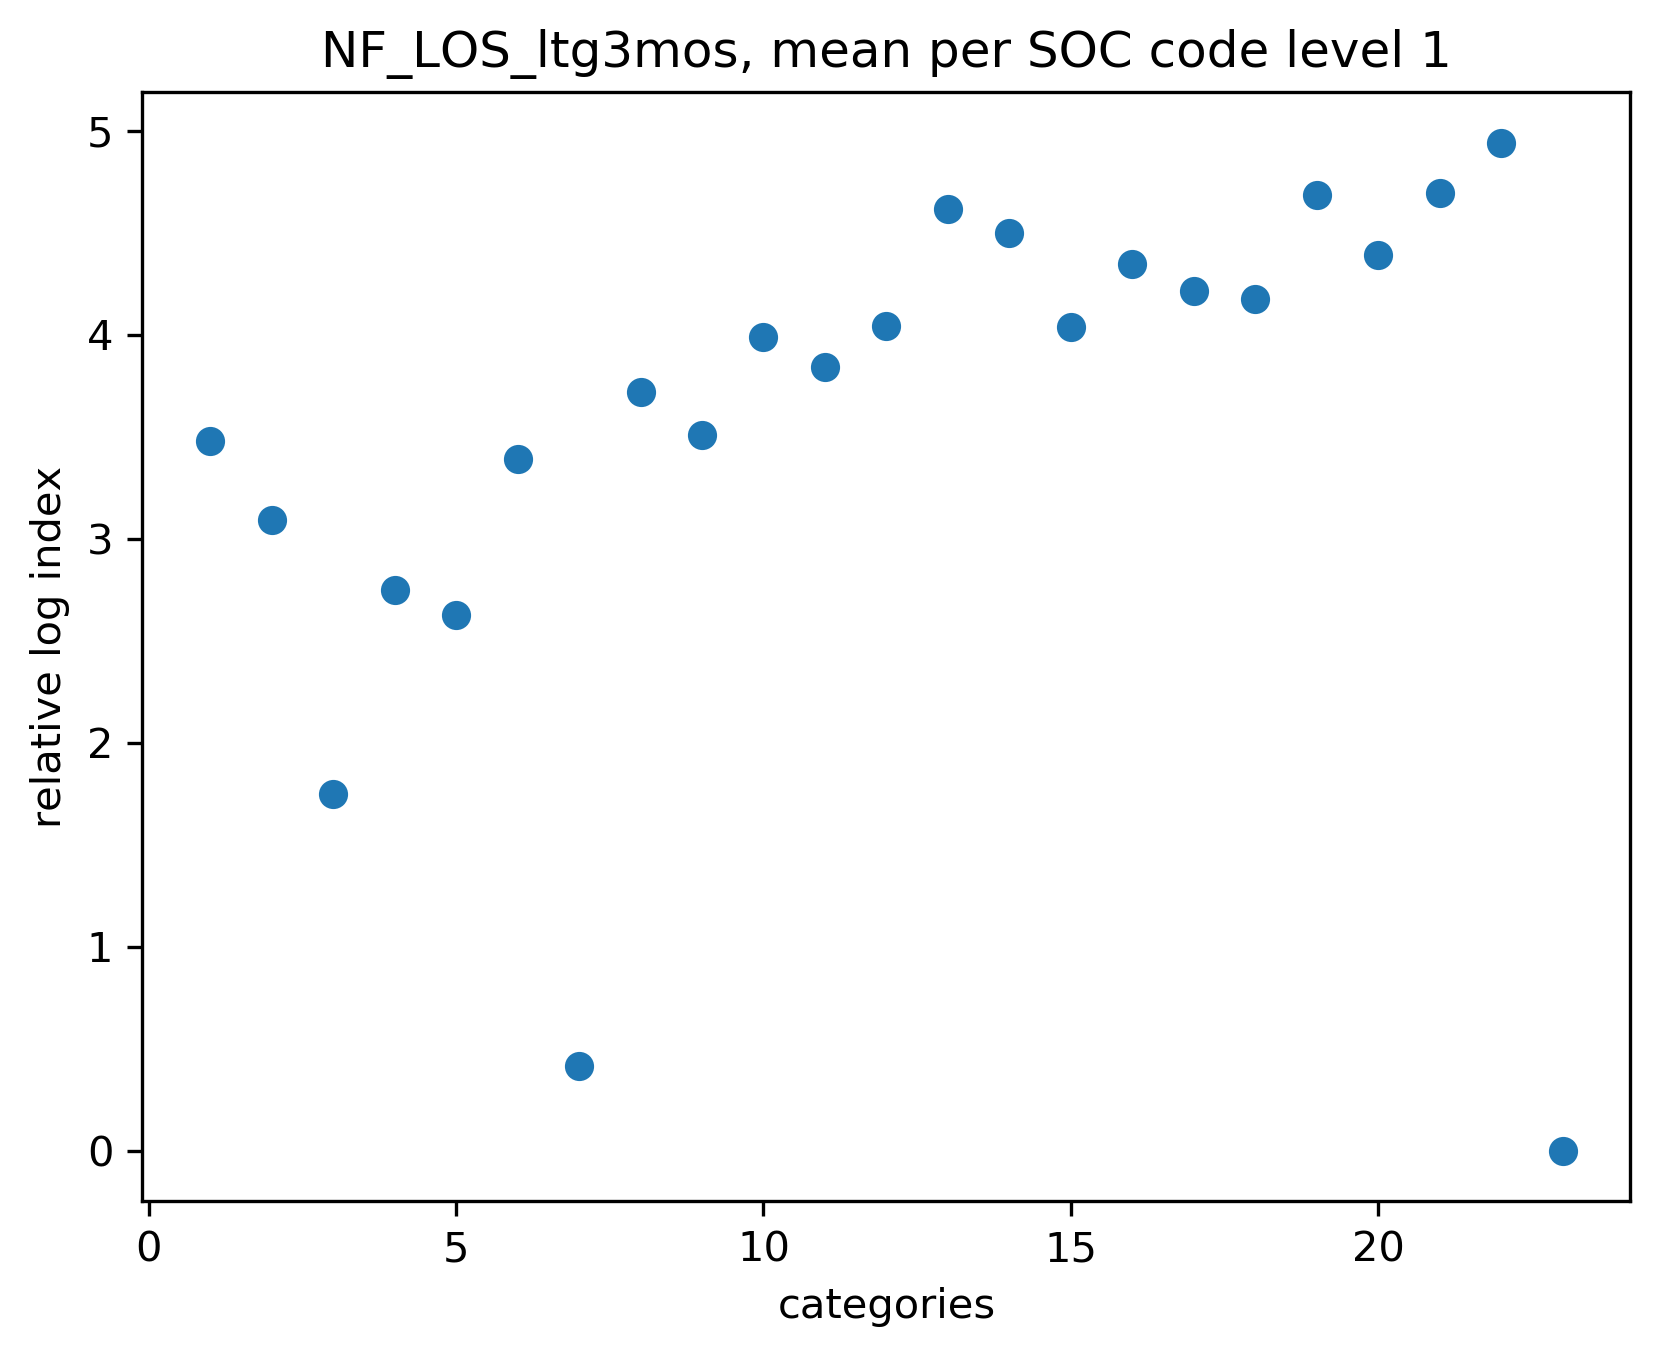 NF_LOS_ltg3mos, mean per SOC code level 1
5
4
3
2
1
0
relative log index
0 5 10 15 20
categories